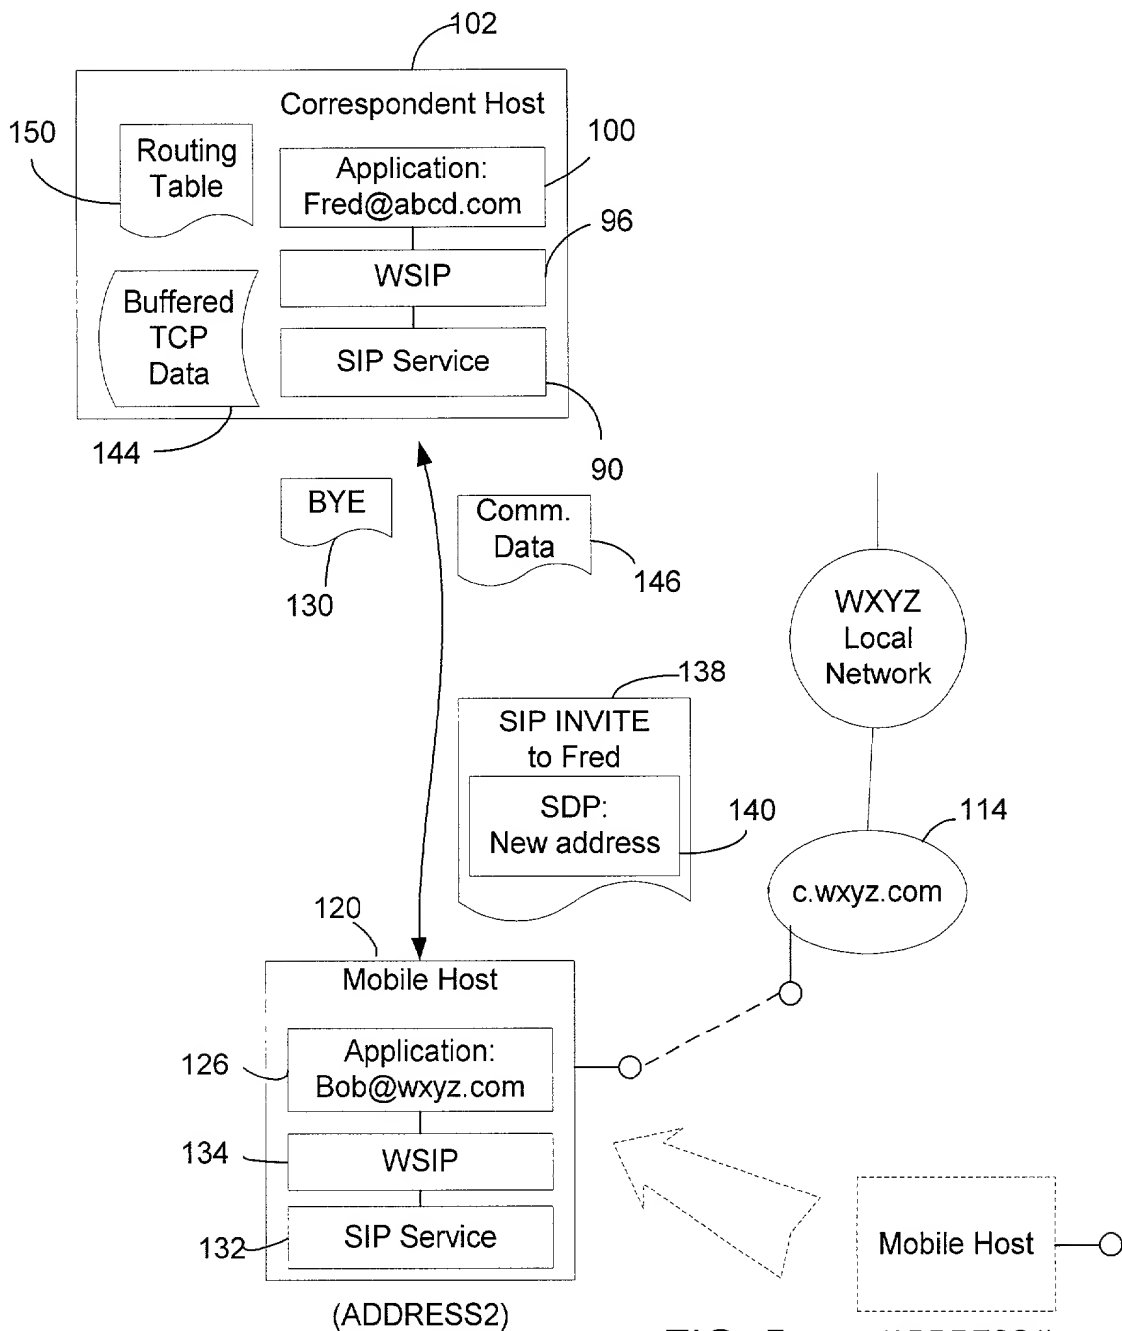 102
Correspondent Host
150
Routing
Table
100
Application:
Fred@abcd.com
96
WSIP
Buffered
TCP
Data
SIP Service
144
90
BYE
130
Comm.
Data
146
WXYZ
Local
Network
138
SIP INVITE
to Fred
SDP:
New address
140
114
c.wxyz.com
120
Mobile Host
126
Application:
Bob@wxyz.com
134
WSIP
132
SIP Service
(ADDRESS2)
Mobile Host